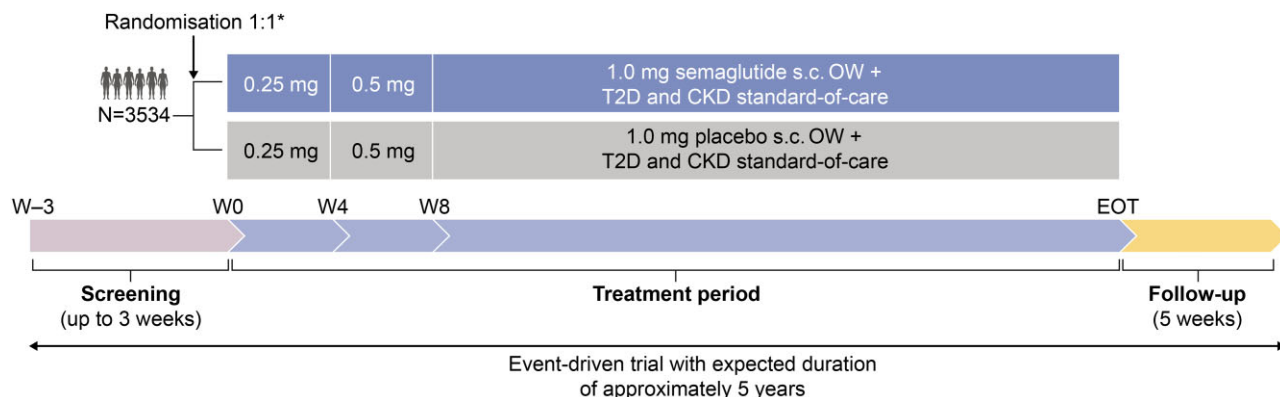 Randomisation 1:1*
N=3534
0.25 mg
0.5 mg
1.0 mg semaglutide s.c. OW +
T2D and CKD standard-of-care
0.25 mg
0.5 mg
1.0 mg placebo s.c. OW +
T2D and CKD standard-of-care
W–3
W0
W4
W8
EOT
Screening
(up to 3 weeks)
Treatment period
Follow-up
(5 weeks)
Event-driven trial with expected duration
of approximately 5 years